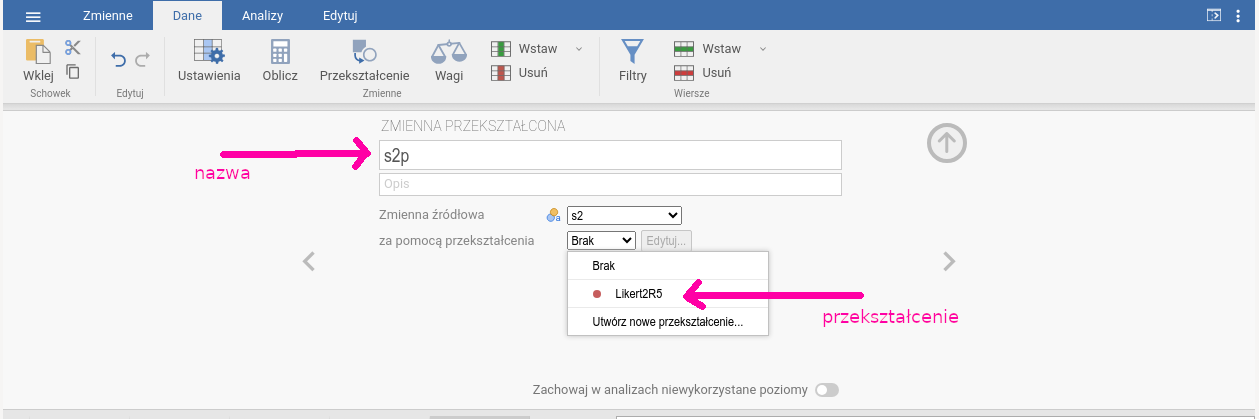 Zmienne Dane Analizy Edytuj
Wklej Ustawienia Oblicz Przekształcenie Wagi Wstaw Usuń Filtry Wstaw Usuń
Schowek Edytuj Zmienne Wiersze
ZMIENNA PRZEKSZTAŁCONA
s2p
nazwa
Opis
Zmienna źródłowa a s2
za pomocą przekształcenia Brak Edytuj...
Brak
Likert2R5
przekształcenie
Utwórz nowe przekształcenie...
Zachowaj w analizach niewykorzystane poziomy